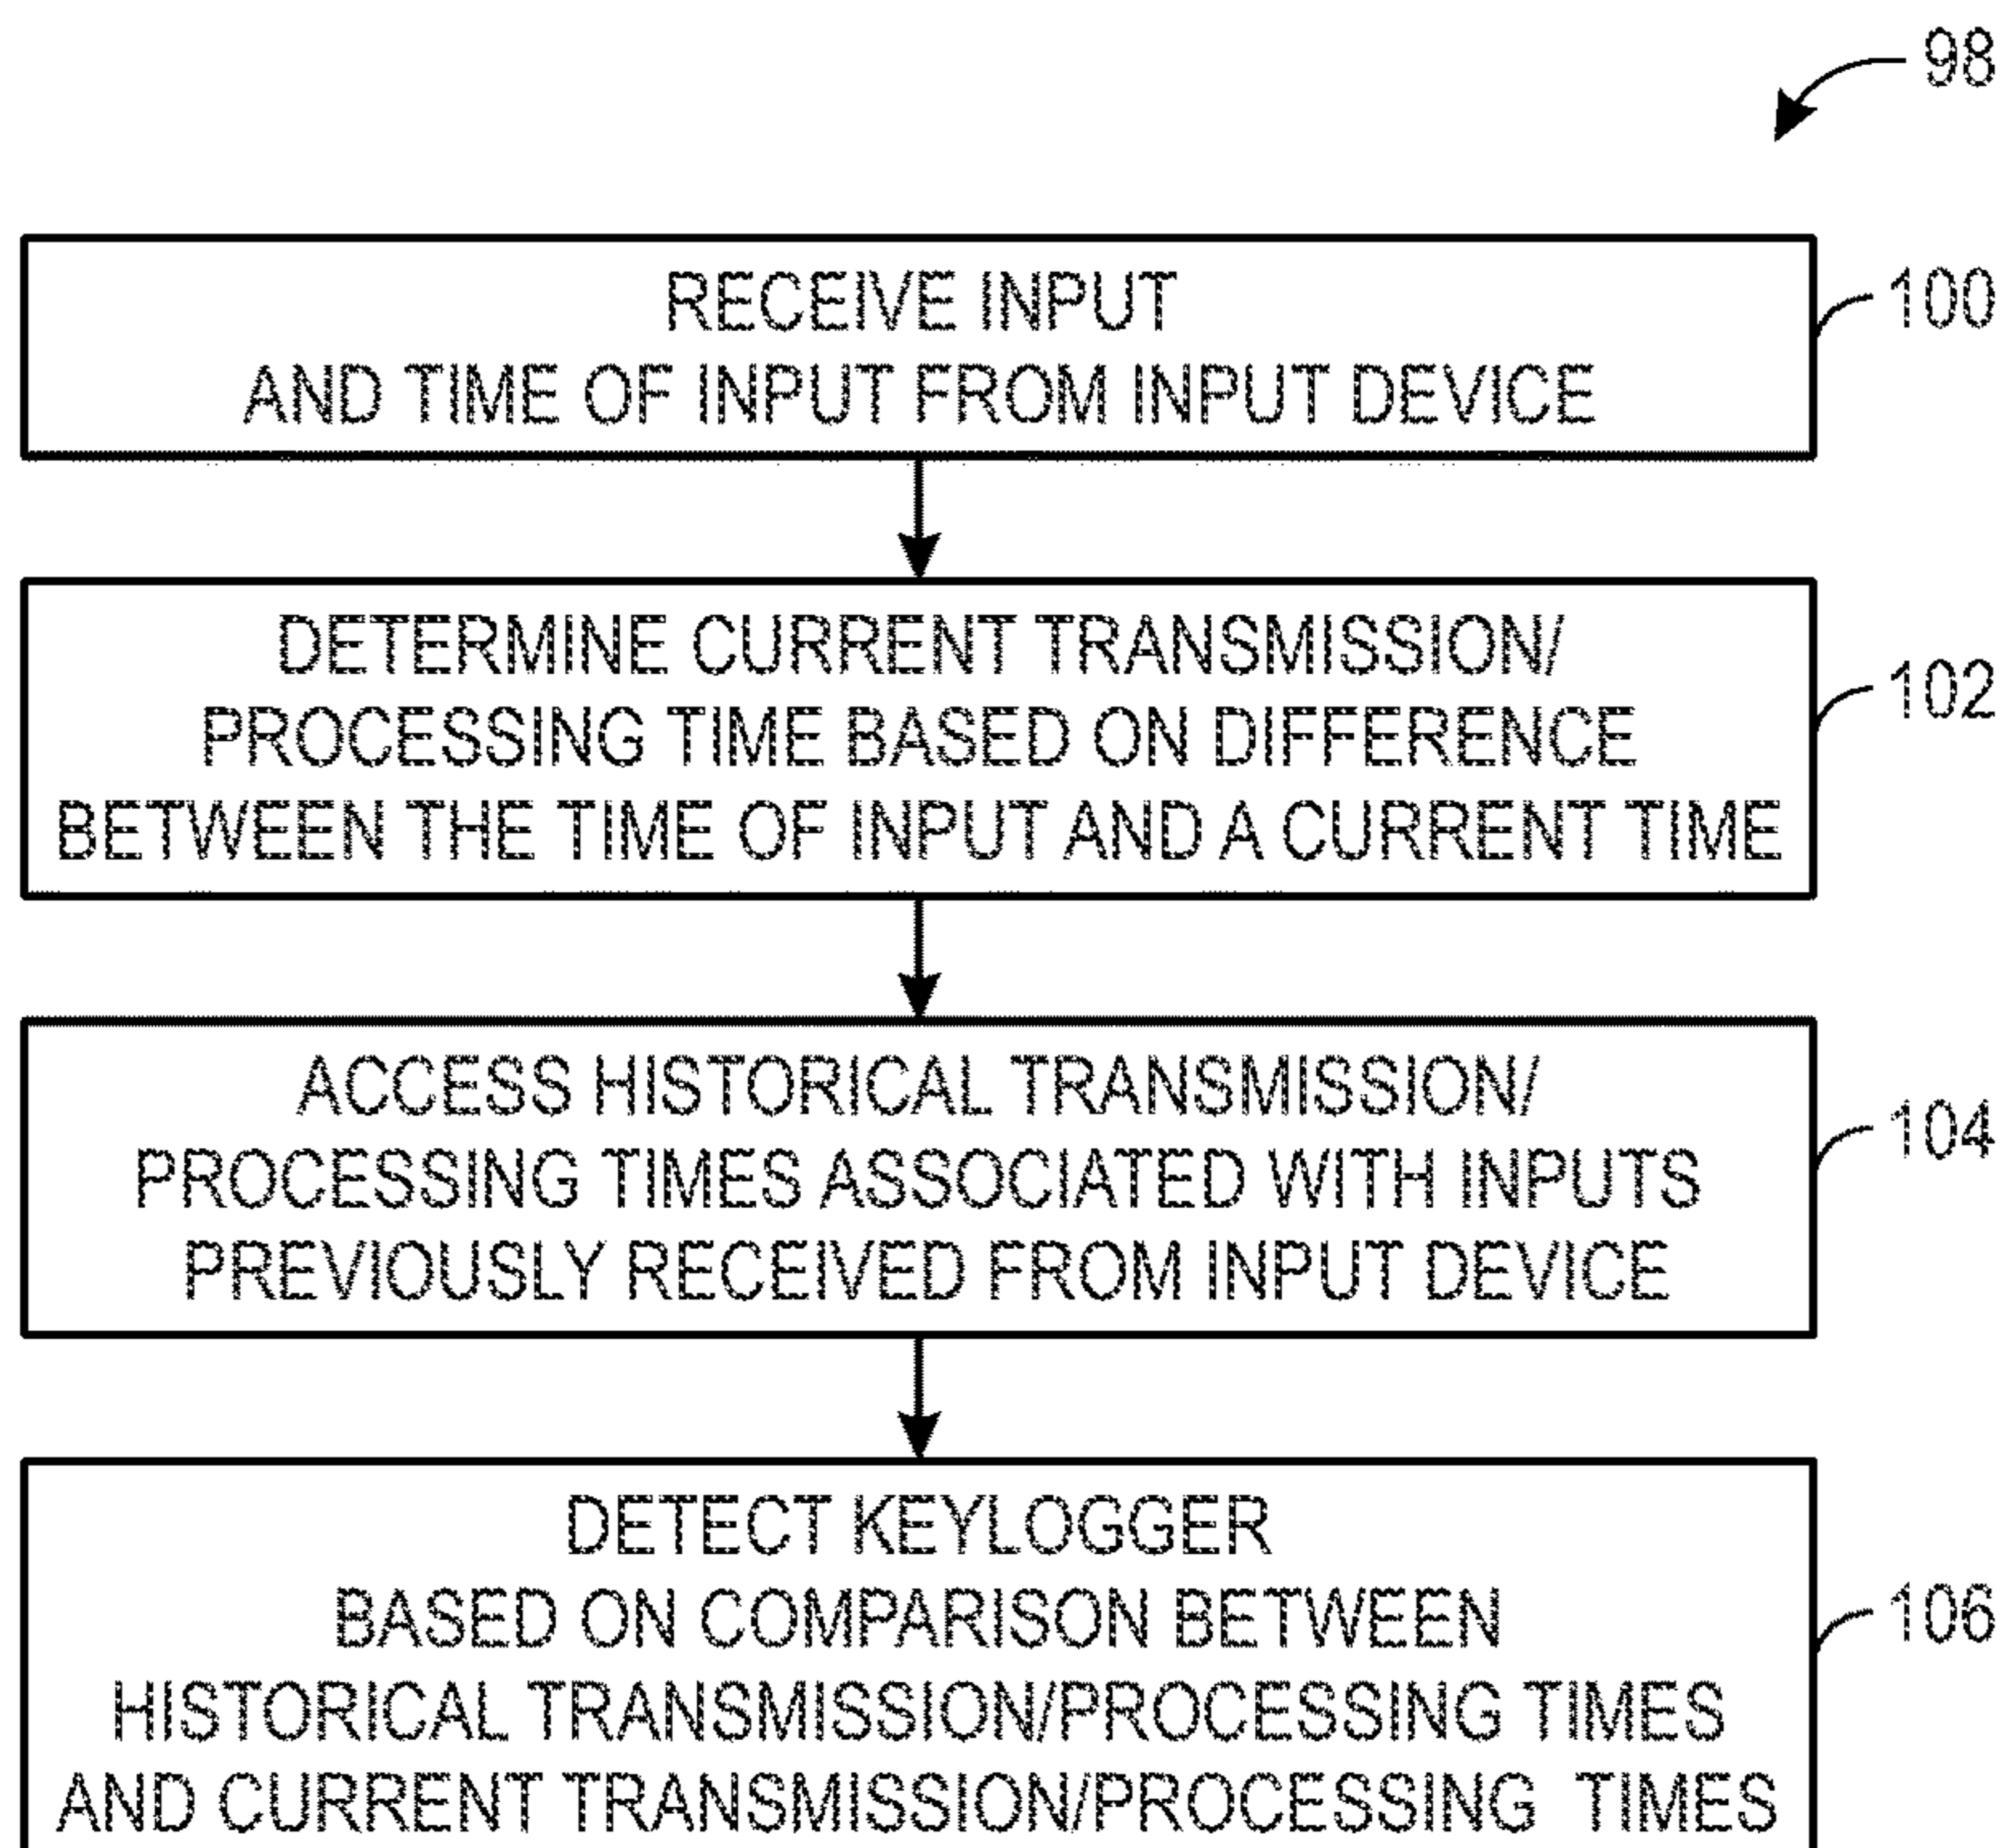 98
RECEIVE INPUT
AND TIME OF INPUT FROM INPUT DEVICE
100
DETERMINE CURRENT TRANSMISSION/
PROCESSING TIME BASED ON DIFFERENCE
BETWEEN THE TIME OF INPUT AND A CURRENT TIME
102
ACCESS HISTORICAL TRANSMISSION/
PROCESSING TIMES ASSOCIATED WITH INPUTS
PREVIOUSLY RECEIVED FROM INPUT DEVICE
104
DETECT KEYLOGGER
BASED ON COMPARISON BETWEEN
HISTORICAL TRANSMISSION/PROCESSING TIMES
AND CURRENT TRANSMISSION/PROCESSING TIMES
106